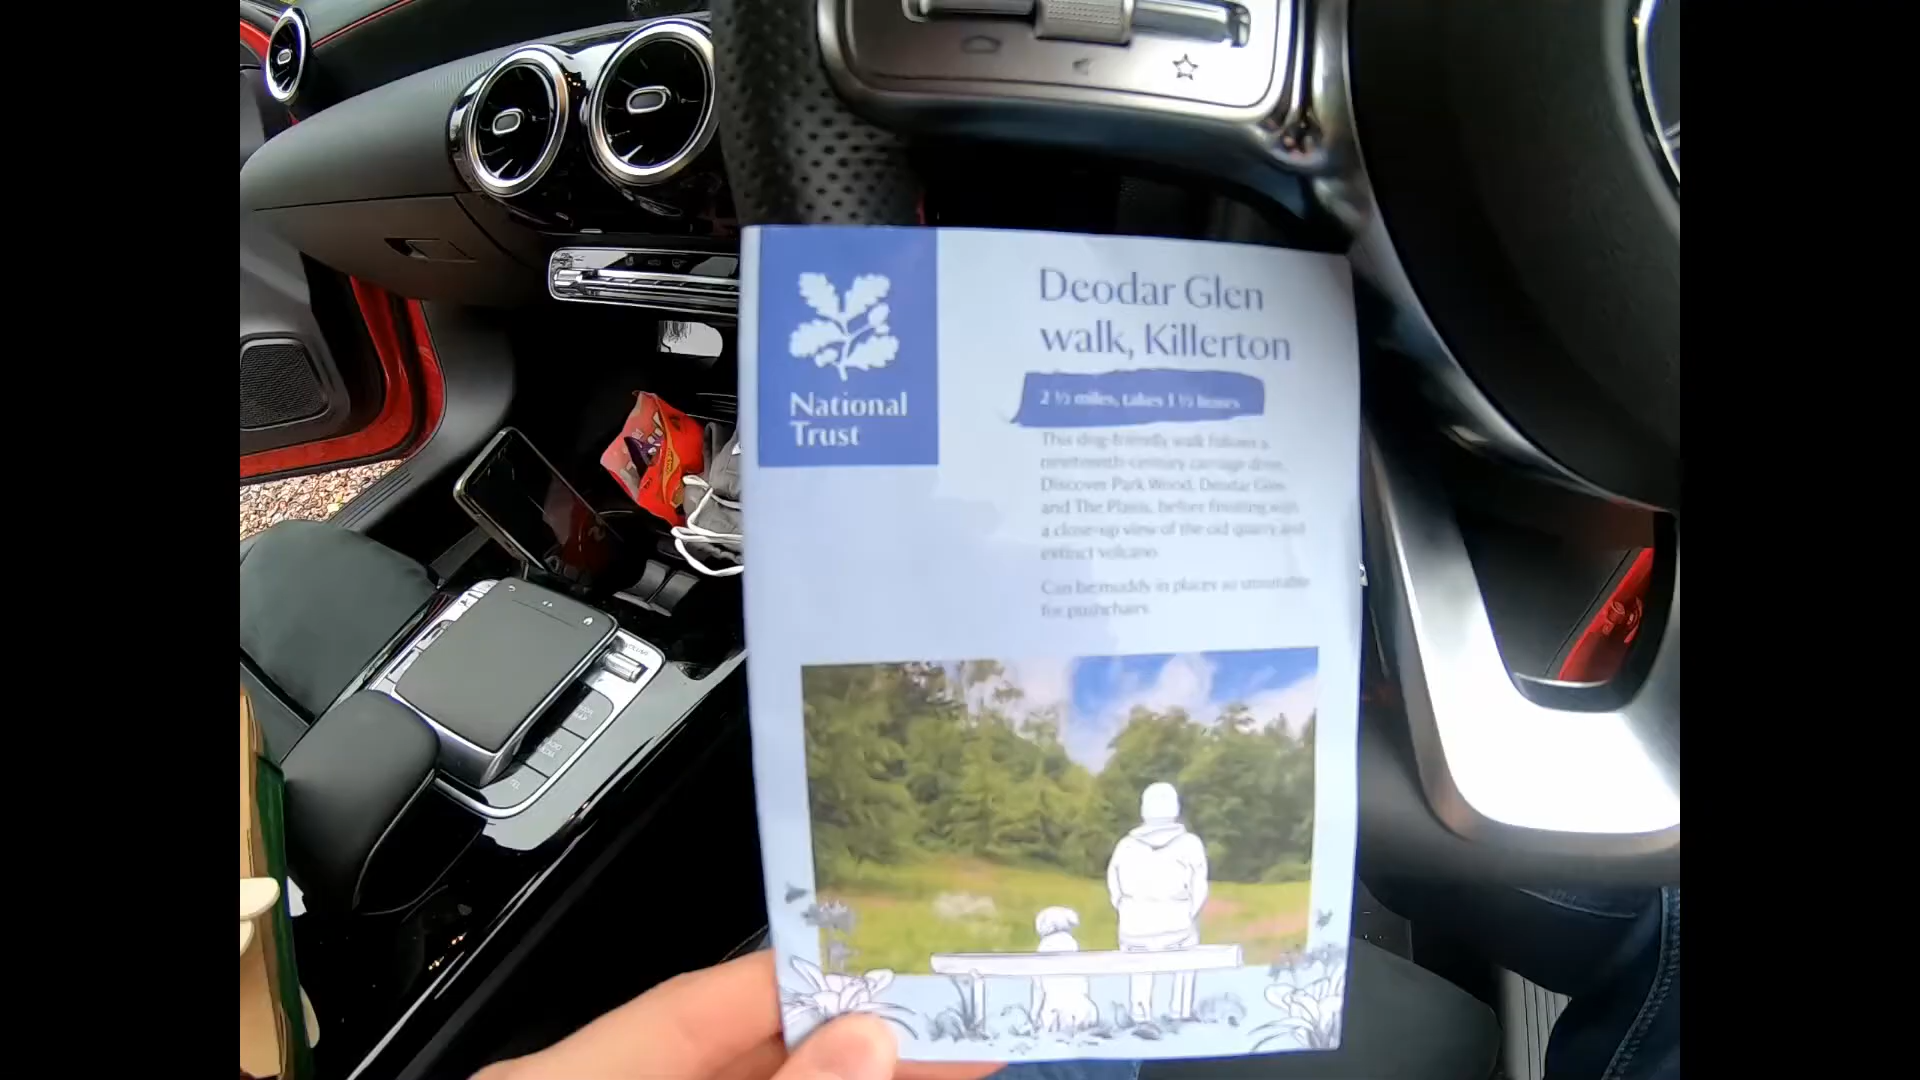 National
Trust
Deodar Glen
walk, Killerton
2 ½ miles, takes 1 ½ hours
This dog-friendly walk follows a
nineteenth-century carriage drive.
Discover Park Wood, Deodar Glen
and The Plains, before finishing with
a close-up view of the old quarry and
extinct volcano.
Can be muddy in places so unsuitable
for pushchairs.